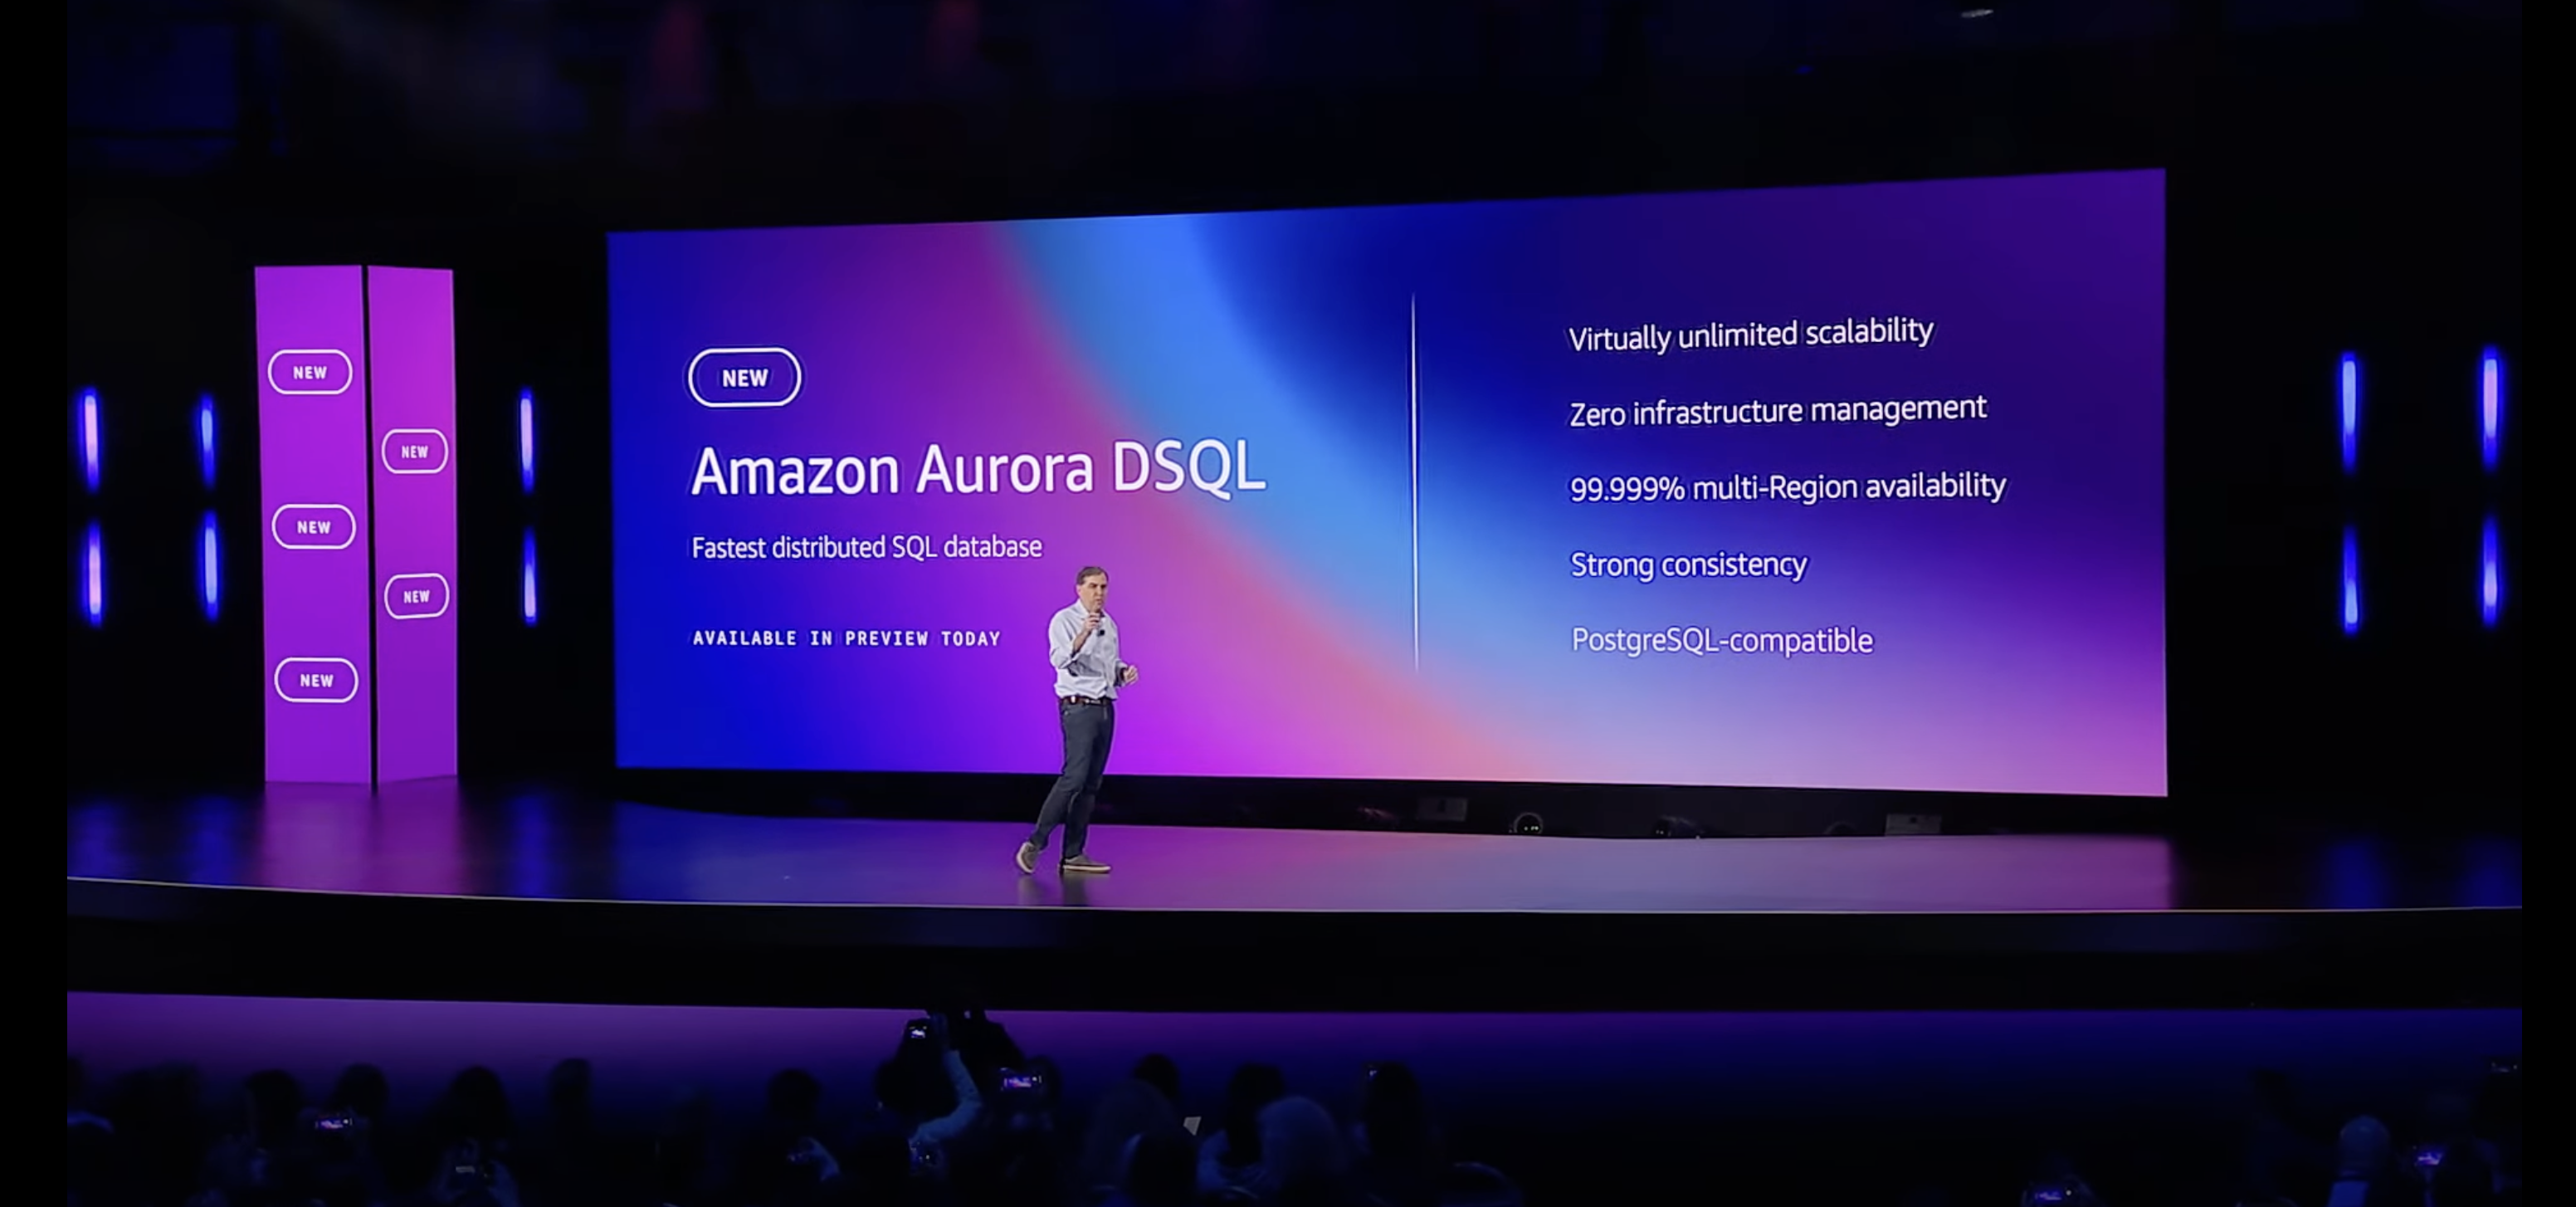 NEW
NEW
NEW
NEW
NEW
NEW
Amazon Aurora DSQL
Fastest distributed SQL database
AVAILABLE IN PREVIEW TODAY
Virtually unlimited scalability
Zero infrastructure management
99.999% multi-Region availability
Strong consistency
PostgreSQL-compatible